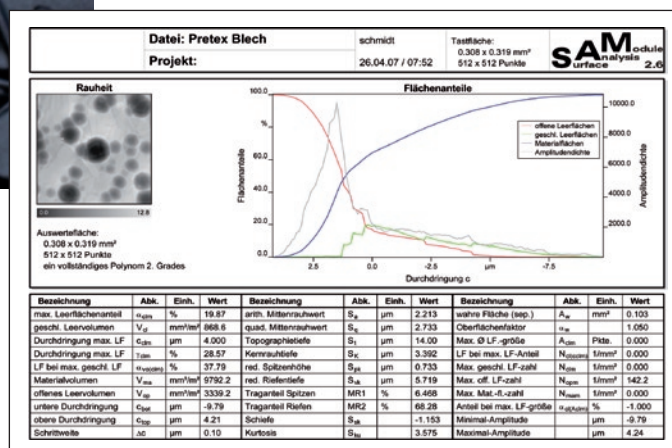 Datei: Pretex Blech
Projekt:
schmidt
26.04.07 / 07:52
Tastfläche:
0.308 x 0.319 mm²
512 x 512 Punkte
SAM
Surface Analysis Module
2.6
Rauheit
0.0 12.8
Auswertefläche:
0.308 x 0.319 mm²
512 x 512 Punkte
ein vollständiges Polynom 2. Grades
Flächenanteile
100.0
%
60.0
40.0
20.0
0.0
Flächenanteile
2.5 0.0 -2.5 µm -7.5
Durchdringung c
10000.0
8000.0
6000.0
4000.0
2000.0
Amplitudendichte
offene Leerflächen
geschl. Leerflächen
Materialflächen
Amplitudendichte
Bezeichnung Abk. Einh. Wert Bezeichnung Abk. Einh. Wert Bezeichnung Abk. Einh. Wert
max. Leerflächenanteil αclm % 19.87 arith. Mittenrauhwert Sa µm 2.213 wahre Fläche (sep.) Aw mm² 0.103
geschl. Leervolumen Vcl mm³/m² 868.6 quad. Mittenrauhwert Sq µm 2.733 Oberflächenfaktor αw 1.050
Durchdringung max. LF cclm µm 4.000 Topographietiefe St µm 14.00 Max. Ø LF.-größe Aclm Pkte. 0.000
Durchdringung max. LF % 28.57 Kernrauhtiefe SK µm 3.392 LF bei max. LF-Anteil 1/mm² 0.000
LF bei max. geschl. LF % 37.79 red. Spitzenhöhe Spk µm 0.733 Max. geschl. LF-zahl Nclm 1/mm² 0.000
Materialvolumen Vma mm³/m² 9792.2 red. Riefentiefe Svk µm 5.719 Max. off. LF-zahl Nopm 1/mm² 142.2
offenes Leervolumen Vop mm³/m² 3339.2 Traganteil Spitzen MR1 % 6.468 Max. Mat.-fl.-zahl Nmam 1/mm² 0.000
untere Durchdringung cbot µm -9.79 Traganteil Riefen MR2 % 68.28 Anteil bei max. LF-größe % -1.000
obere Durchdringung ctop µm 4.21 Schiefe Ssk -1.153 Minimal-Amplitude µm -9.79
Schrittweite Δc µm 0.10 Kurtosis Sku 3.575 Maximal-Amplitude µm 4.24